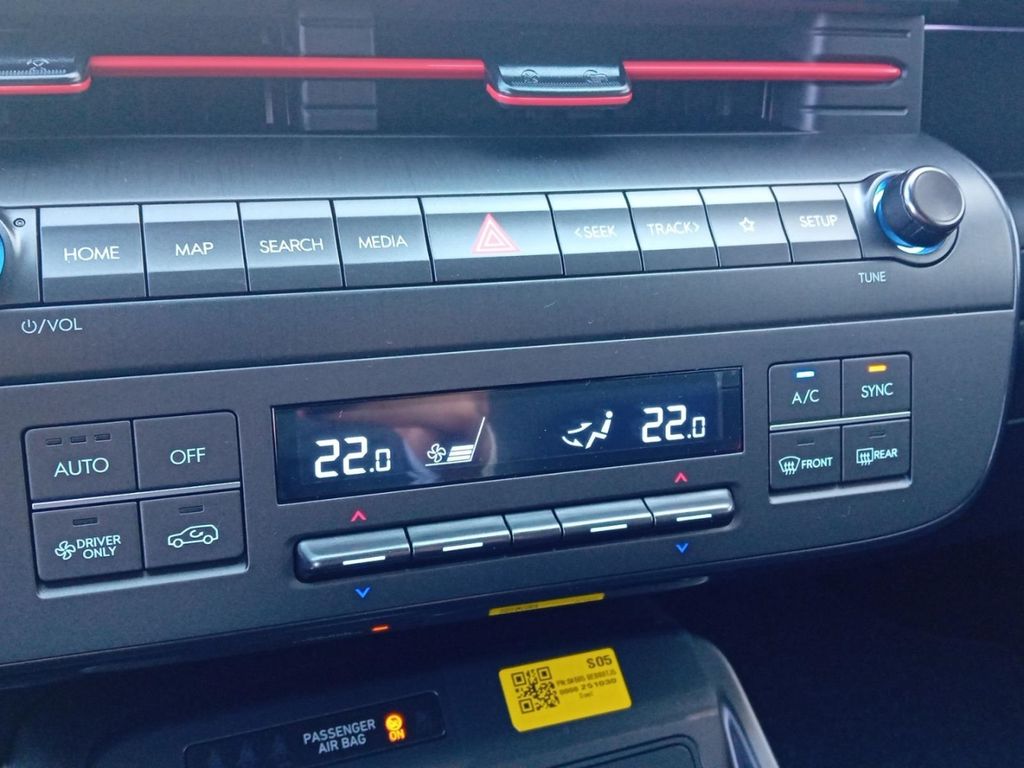 HOME
MAP
SEARCH
MEDIA
<SEEK
TRACK>
SETUP
/VOL
TUNE
22.0
22.0
A/C
SYNC
AUTO
OFF
FRONT
REAR
DRIVER
ONLY
S05
PASSENGER
AIR BAG
ON